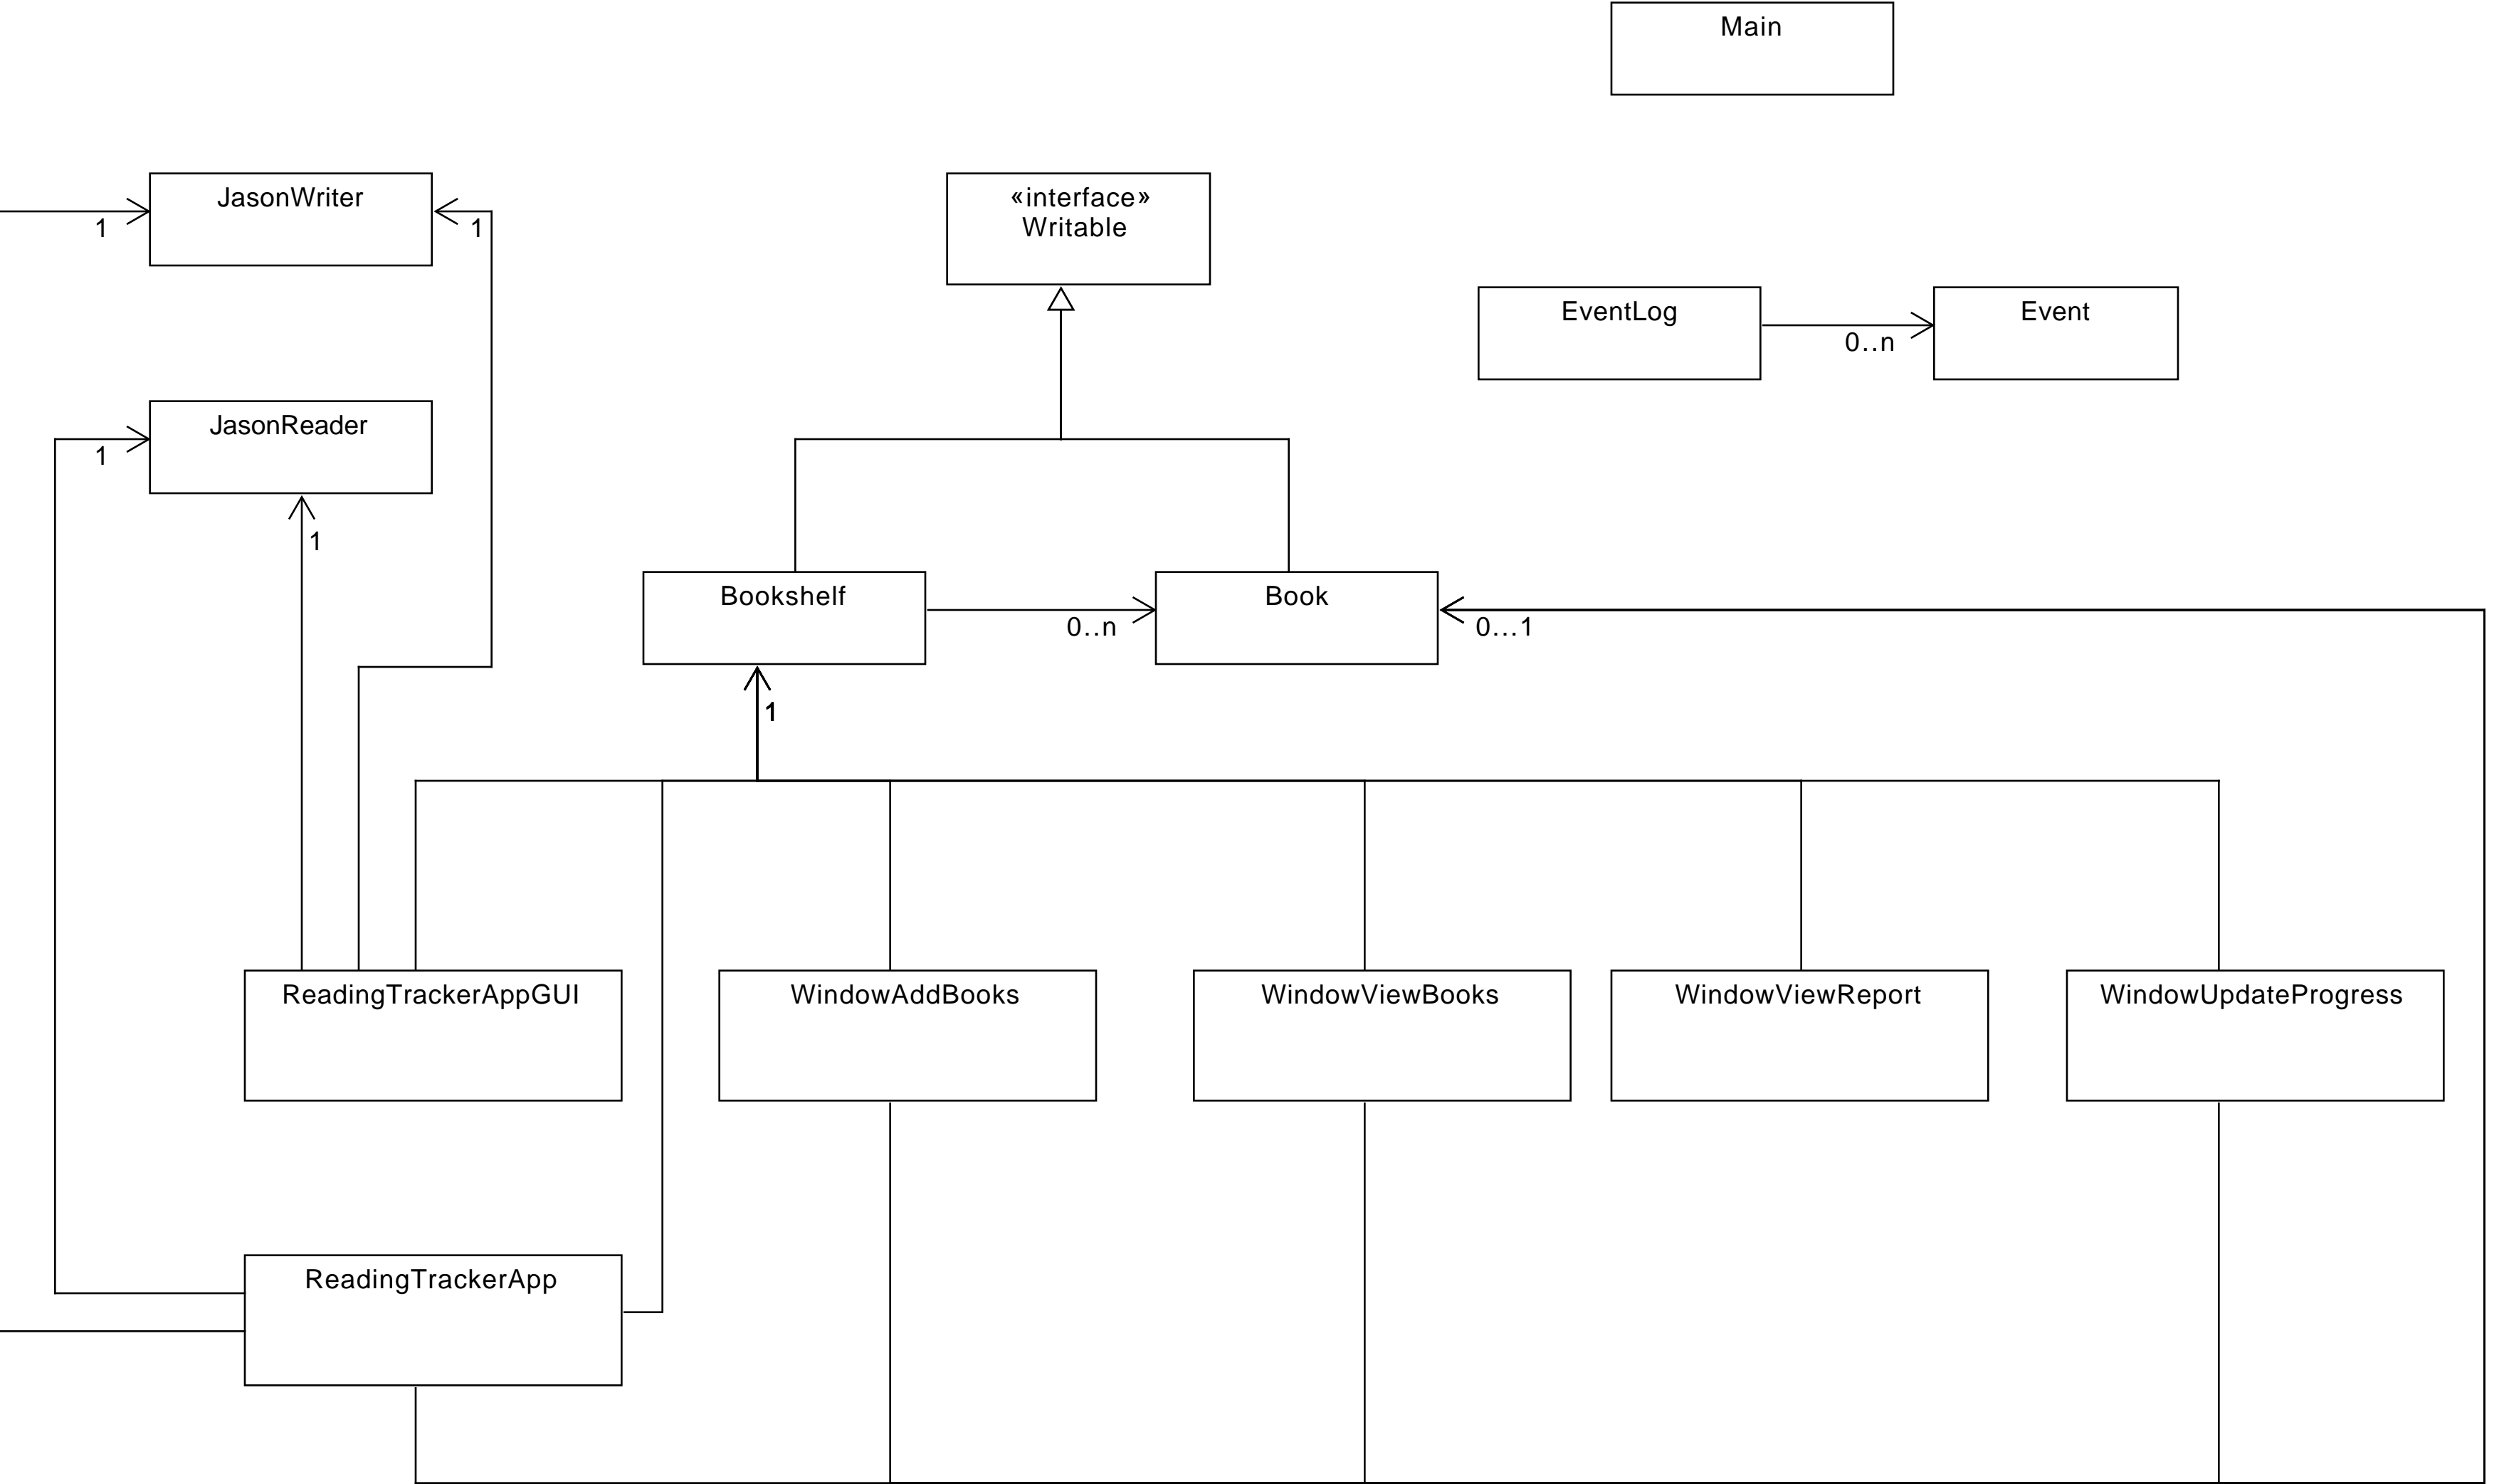 Main
JasonWriter
«interface»
Writable
1
1
EventLog
Event
0..n
JasonReader
1
1
Bookshelf
Book
0..n
0...1
1
ReadingTrackerAppGUI
WindowAddBooks
WindowViewBooks
WindowViewReport
WindowUpdateProgress
ReadingTrackerApp